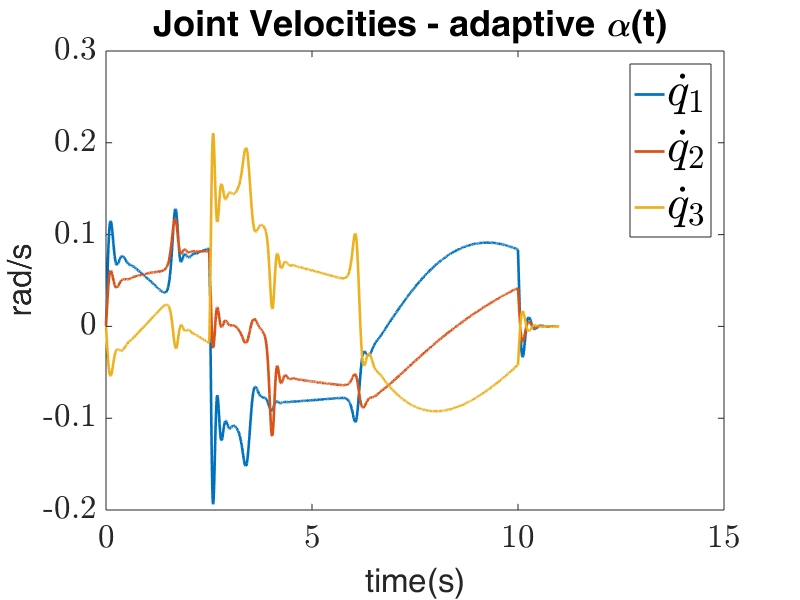 Joint Velocities - adaptive α(t)
0.3
0.2
0.1
0
-0.1
-0.2
rad/s
q̇1
q̇2
q̇3
0 5 10 15
time(s)